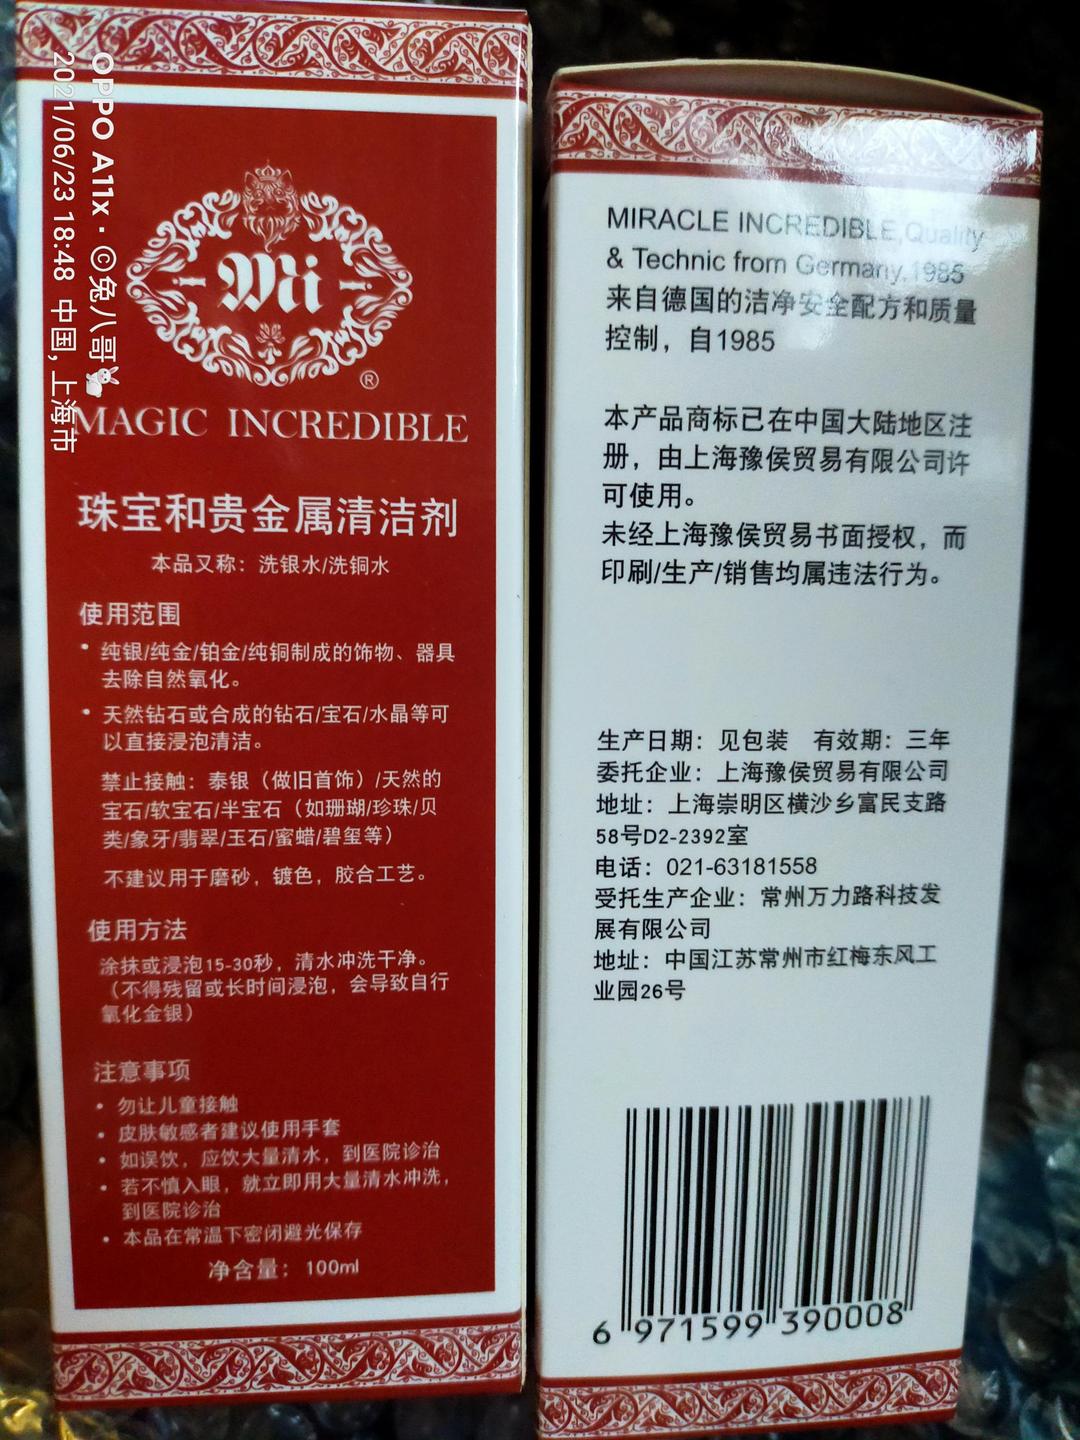 OPPO A11x · ©兔八哥
2021/06/23 18:48 中国, 上海市
Mi
®
MAGIC INCREDIBLE
珠宝和贵金属清洁剂
本品又称：洗银水/洗铜水
使用范围
• 纯银/纯金/铂金/纯铜制成的饰物、器具
去除自然氧化。
• 天然钻石或合成的钻石/宝石/水晶等可
以直接浸泡清洁。
禁止接触：泰银（做旧首饰）/天然的
宝石/软宝石/半宝石（如珊瑚/珍珠/贝
类/象牙/翡翠/玉石/蜜蜡/碧玺等）
不建议用于磨砂，镀色，胶合工艺。
使用方法
涂抹或浸泡15-30秒，清水冲洗干净。
（不得残留或长时间浸泡，会导致自行
氧化金银）
注意事项
• 勿让儿童接触
• 皮肤敏感者建议使用手套
• 如误饮，应饮大量清水，到医院诊治
• 若不慎入眼，就立即用大量清水冲洗，
到医院诊治
• 本品在常温下密闭避光保存
净含量：100ml
MIRACLE INCREDIBLE,Quality
& Technic from Germany.1985
来自德国的洁净安全配方和质量
控制，自1985
本产品商标已在中国大陆地区注
册，由上海豫侯贸易有限公司许
可使用。
未经上海豫侯贸易书面授权，而
印刷/生产/销售均属违法行为。
生产日期：见包装 有效期：三年
委托企业：上海豫侯贸易有限公司
地址：上海崇明区横沙乡富民支路
58号D2-2392室
电话：021-63181558
受托生产企业：常州万力路科技发
展有限公司
地址：中国江苏常州市红梅东风工
业园26号
6 971599 390008